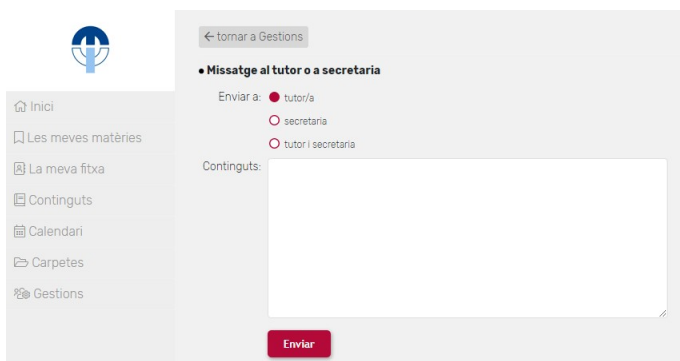 ← tornar a Gestions
• Missatge al tutor o a secretaria
Enviar a: tutor/a
secretaria
tutor i secretaria
Continguts:
Enviar
Inici
Les meves matèries
La meva fitxa
Continguts
Calendari
Carpetes
Gestions